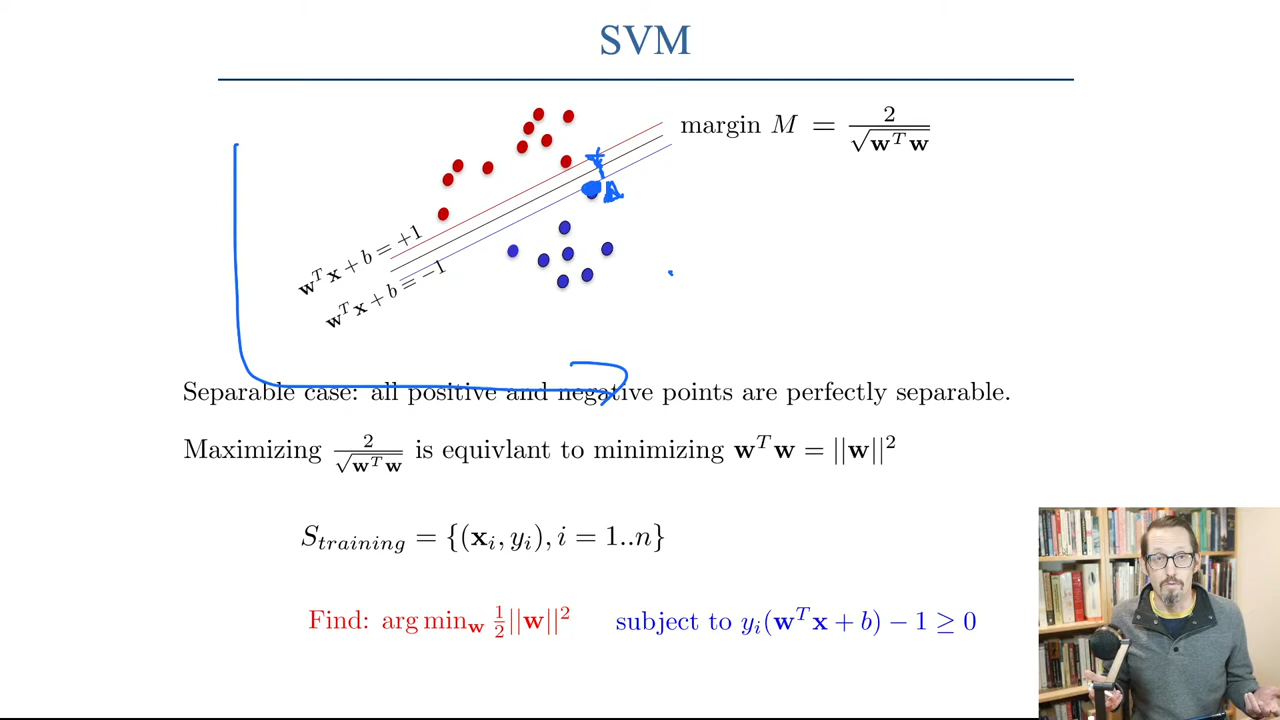 SVM
margin M = 2/√(w^T w)
w^T x + b = +1
w^T x + b = −1
Separable case: all positive and negative points are perfectly separable.
Maximizing 2/√(w^T w) is equivlant to minimizing w^T w = ||w||²
S_training = {(x_i, y_i), i = 1..n}
Find: arg min_w ½||w||² subject to y_i(w^T x + b) − 1 ≥ 0